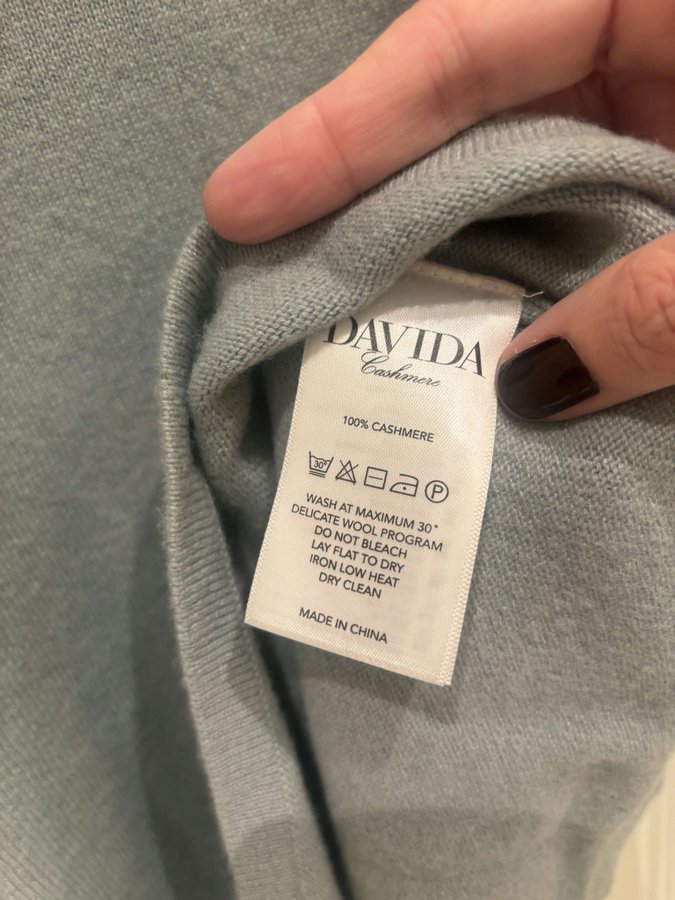 DAVIDA
Cashmere
100% CASHMERE
30° P
WASH AT MAXIMUM 30°
DELICATE WOOL PROGRAM
DO NOT BLEACH
LAY FLAT TO DRY
IRON LOW HEAT
DRY CLEAN
MADE IN CHINA